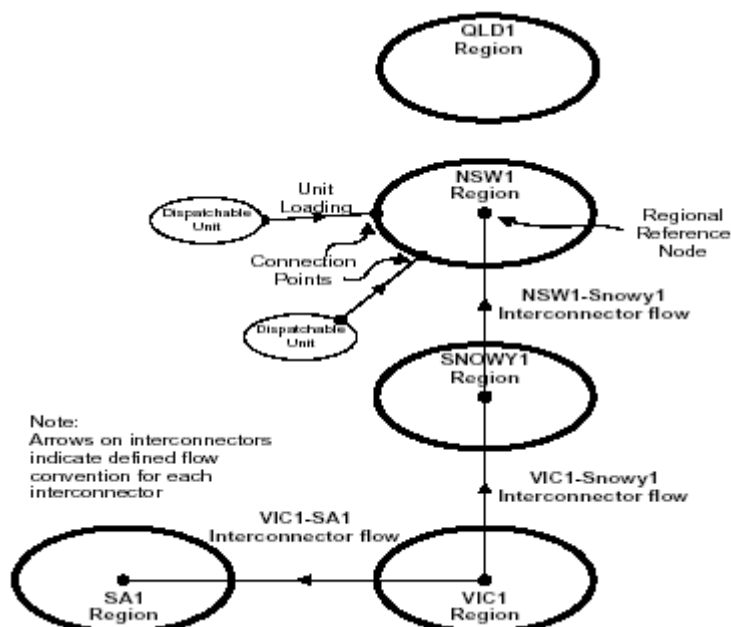 QLD1
Region
NSW1
Region
Unit
Loading
Dispatchable
Unit
Regional
Reference
Node
Connection
Points
NSW1-Snowy1
Interconnector flow
Dispatchable
Unit
SNOWY1
Region
Note:
Arrows on interconnectors
indicate defined flow
convention for each
interconnector
VIC1-Snowy1
Interconnector flow
VIC1-SA1
Interconnector flow
SA1
Region
VIC1
Region